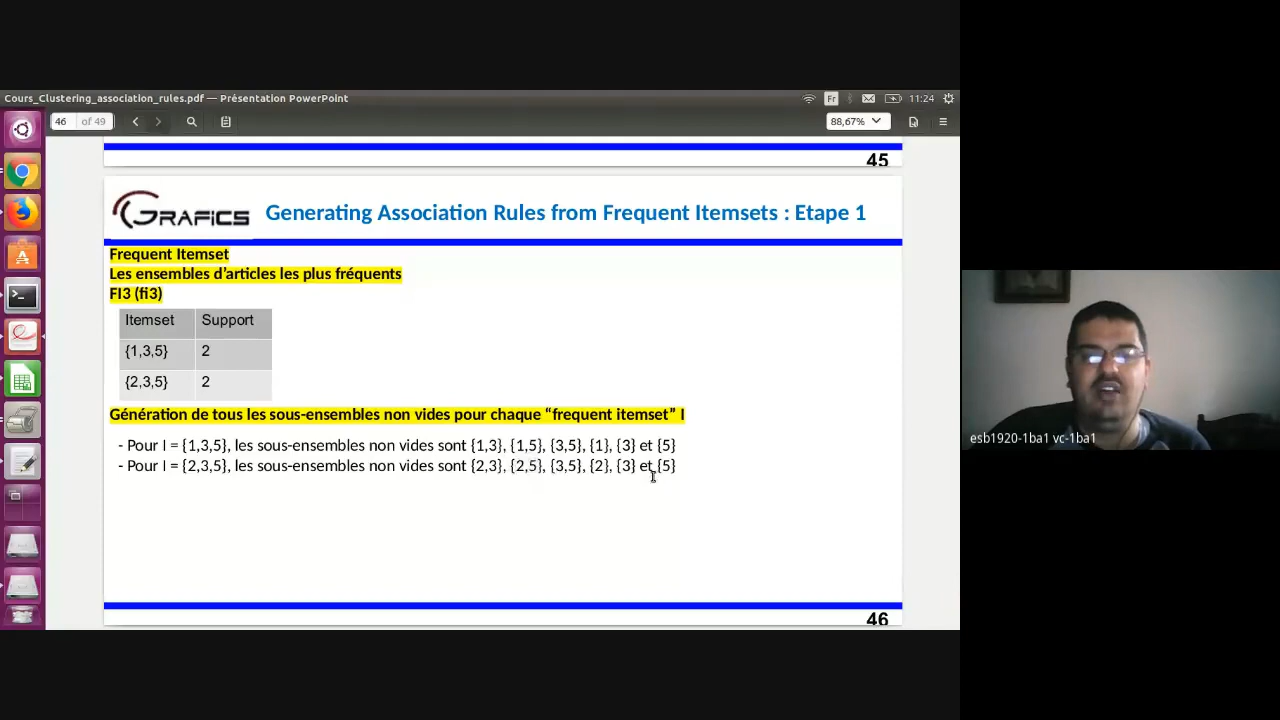 Cours_Clustering_association_rules.pdf — Présentation PowerPoint
Fr
11:24
46 of 49
88,67%
45
GRAFICS
Generating Association Rules from Frequent Itemsets : Etape 1
Frequent Itemset
Les ensembles d’articles les plus fréquents
FI3 (fi3)
Itemset Support
{1,3,5} 2
{2,3,5} 2
Génération de tous les sous-ensembles non vides pour chaque “frequent itemset” I
- Pour I = {1,3,5}, les sous-ensembles non vides sont {1,3}, {1,5}, {3,5}, {1}, {3} et {5}
- Pour I = {2,3,5}, les sous-ensembles non vides sont {2,3}, {2,5}, {3,5}, {2}, {3} et {5}
46
esb1920-1ba1 vc-1ba1